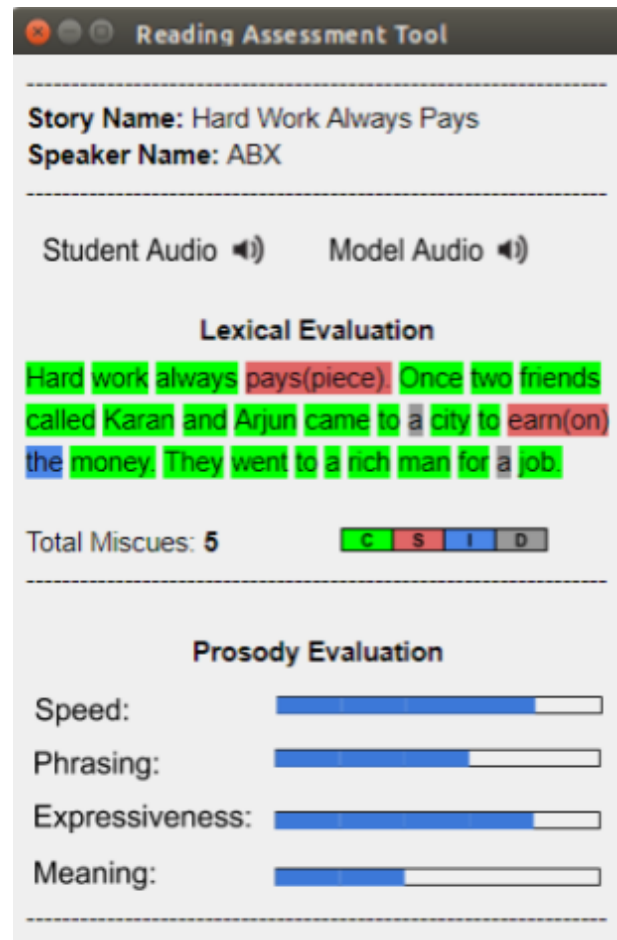 Reading Assessment Tool
Story Name: Hard Work Always Pays
Speaker Name: ABX
Student Audio Model Audio
Lexical Evaluation
Hard work always pays(piece). Once two friends
called Karan and Arjun came to a city to earn(on)
the money. They went to a rich man for a job.
Total Miscues: 5 C S I D
Prosody Evaluation
Speed:
Phrasing:
Expressiveness:
Meaning: